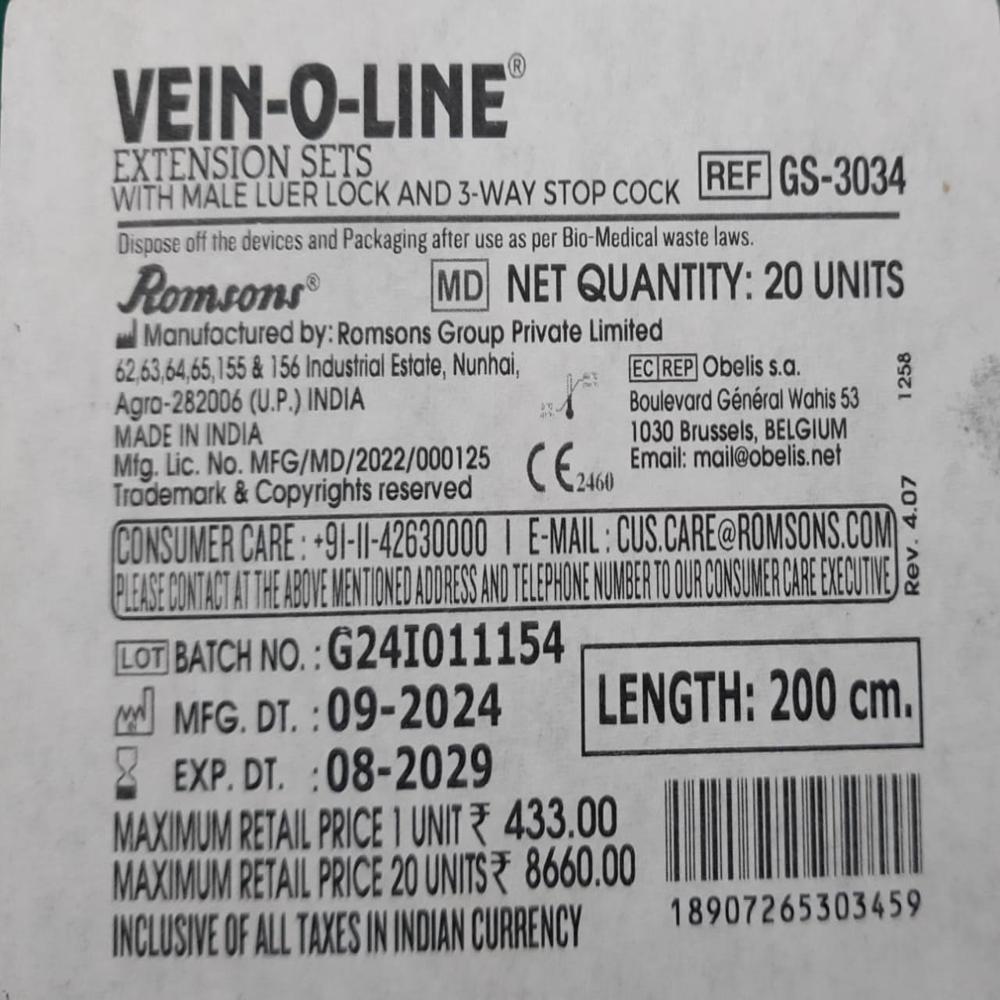 VEIN-O-LINE®
EXTENSION SETS
WITH MALE LUER LOCK AND 3-WAY STOP COCK
REF GS-3034
Dispose off the devices and Packaging after use as per Bio-Medical waste laws.
Romsons®
MD NET QUANTITY: 20 UNITS
Manufactured by: Romsons Group Private Limited
62,63,64,65,155 & 156 Industrial Estate, Nunhai,
Agra-282006 (U.P.) INDIA
MADE IN INDIA
Mfg. Lic. No. MFG/MD/2022/000125
Trademark & Copyrights reserved
CE 2460
EC REP Obelis s.a.
Boulevard Général Wahis 53
1030 Brussels, BELGIUM
Email: mail@obelis.net
1258
Rev. 4.07
CONSUMER CARE : +91-11-42630000 | E-MAIL : CUS.CARE@ROMSONS.COM
PLEASE CONTACT AT THE ABOVE MENTIONED ADDRESS AND TELEPHONE NUMBER TO OUR CONSUMER CARE EXECUTIVE
LOT BATCH NO. : G24I011154
MFG. DT. : 09-2024
EXP. DT. : 08-2029
LENGTH: 200 cm.
MAXIMUM RETAIL PRICE 1 UNIT ₹ 433.00
MAXIMUM RETAIL PRICE 20 UNITS ₹ 8660.00
INCLUSIVE OF ALL TAXES IN INDIAN CURRENCY
18907265303459